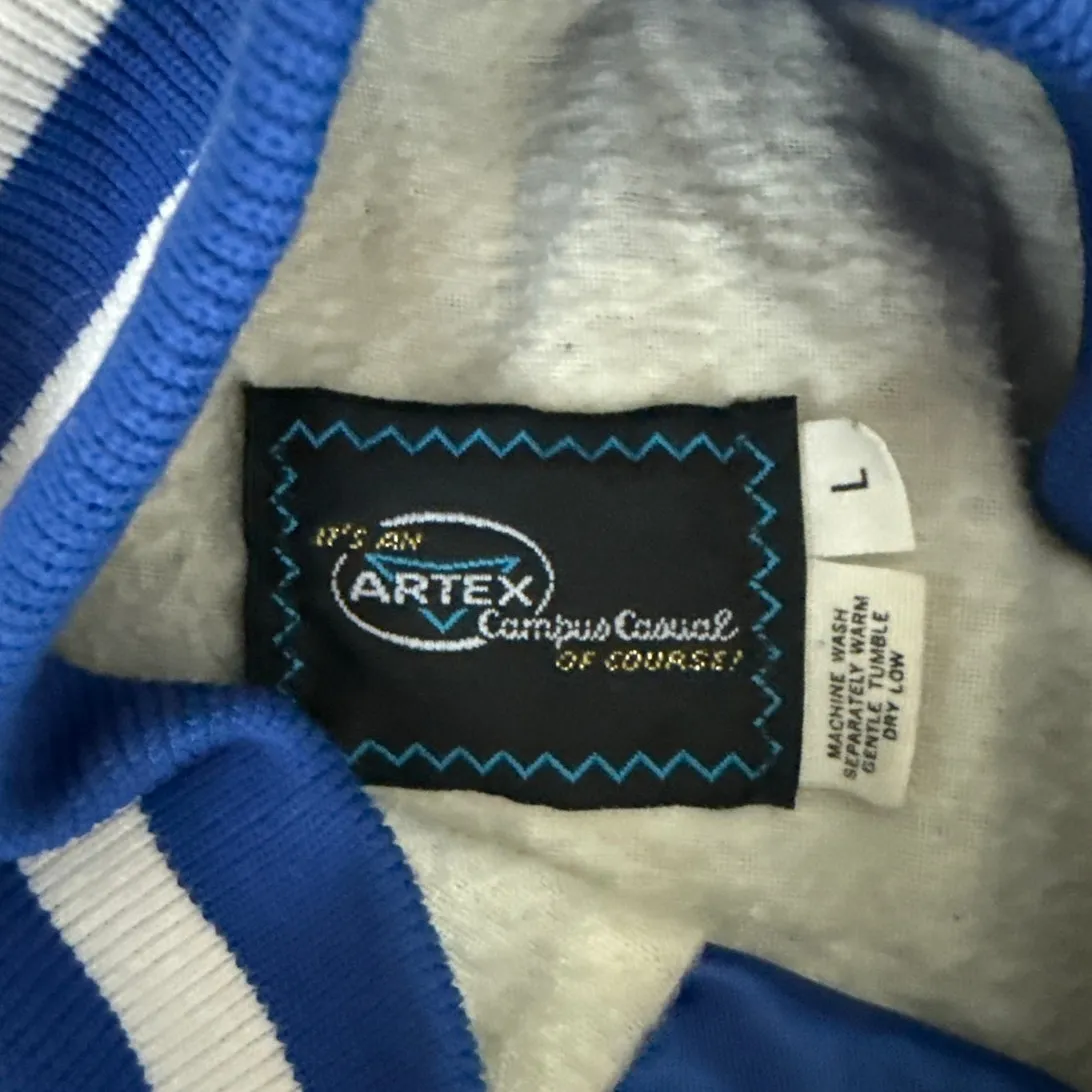 IT'S AN
ARTEX
Campus Casual
OF COURSE!
L
MACHINE WASH
SEPARATELY WARM
GENTLE TUMBLE
DRY LOW